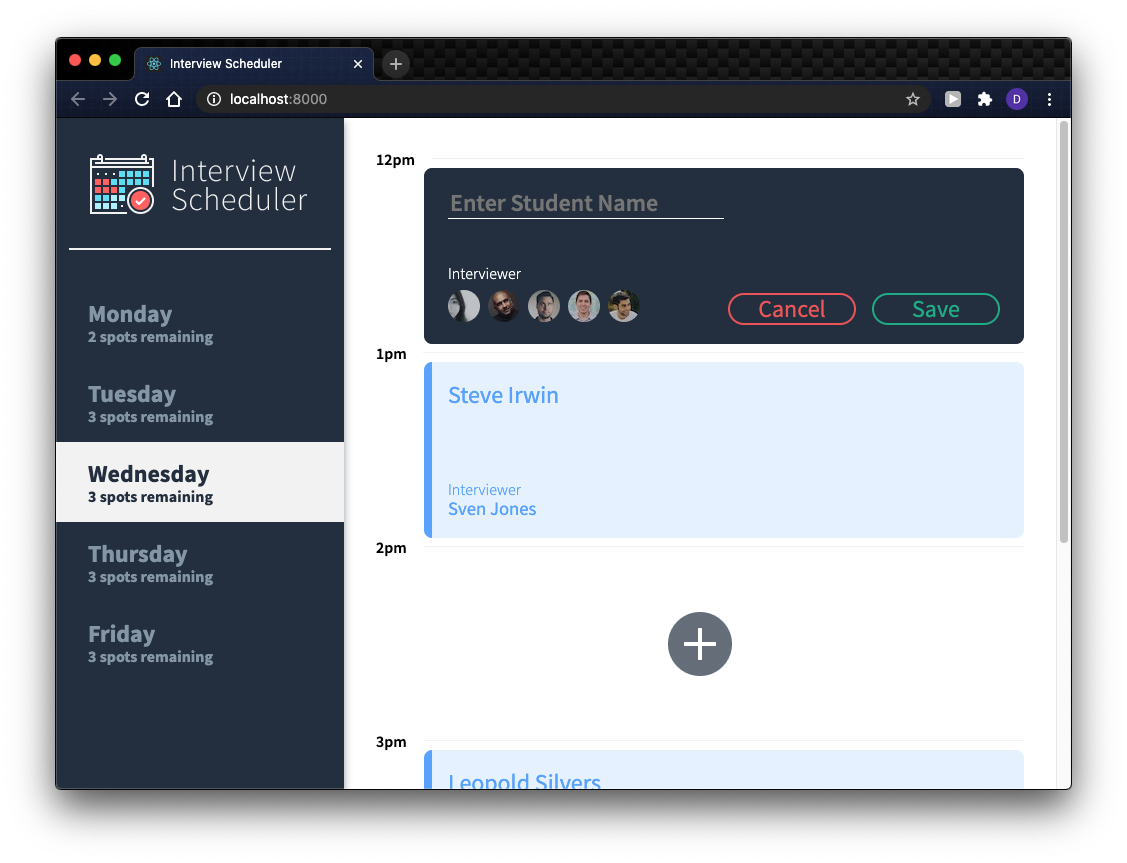 Interview Scheduler
localhost:8000
D
Interview
Scheduler
Monday
2 spots remaining
Tuesday
3 spots remaining
Wednesday
3 spots remaining
Thursday
3 spots remaining
Friday
3 spots remaining
12pm
Enter Student Name
Interviewer
Cancel
Save
1pm
Steve Irwin
Interviewer
Sven Jones
2pm
3pm
Leopold Silvers